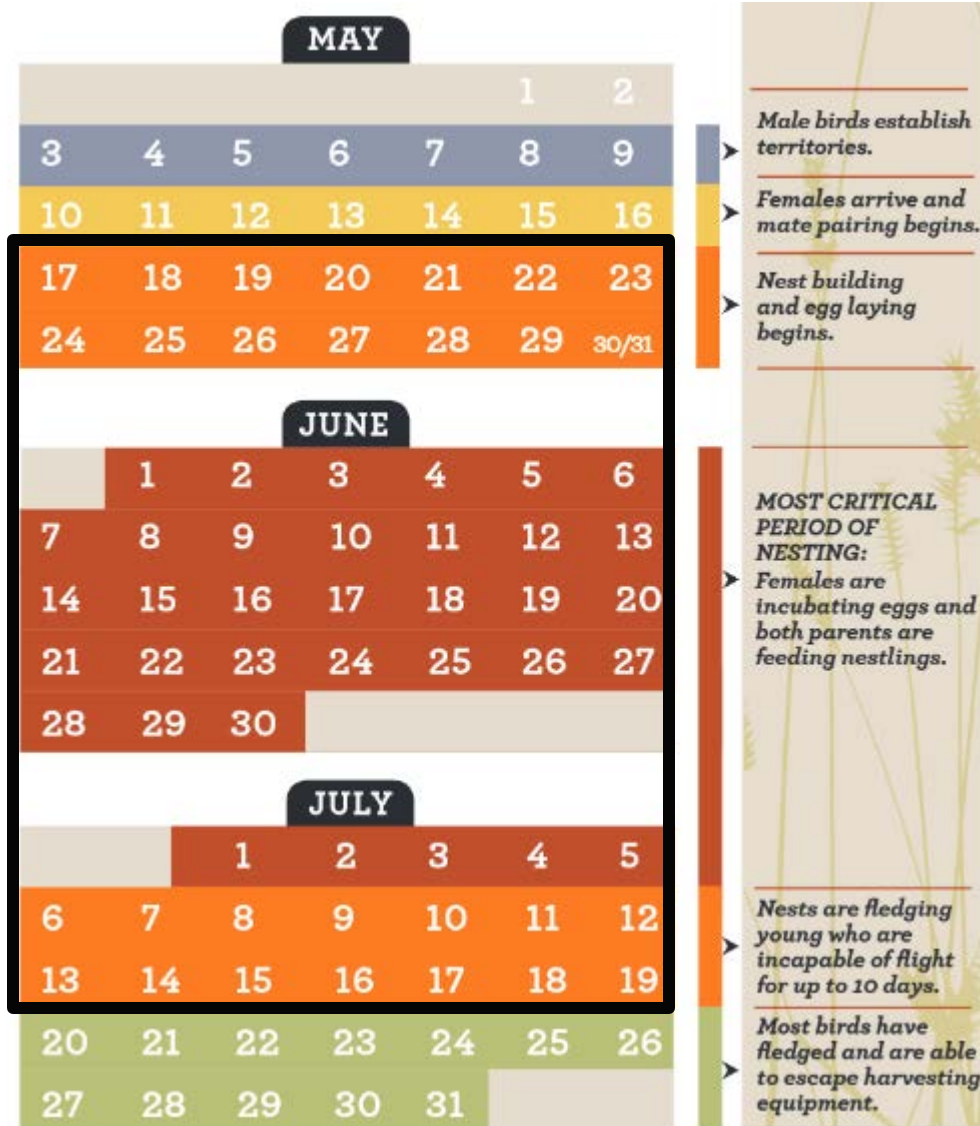 MAY
1 2
3 4 5 6 7 8 9
10 11 12 13 14 15 16
17 18 19 20 21 22 23
24 25 26 27 28 29 30/31
JUNE
1 2 3 4 5 6
7 8 9 10 11 12 13
14 15 16 17 18 19 20
21 22 23 24 25 26 27
28 29 30
JULY
1 2 3 4 5
6 7 8 9 10 11 12
13 14 15 16 17 18 19
20 21 22 23 24 25 26
27 28 29 30 31
Male birds establish
territories.
Females arrive and
mate pairing begins.
Nest building
and egg laying
begins.
MOST CRITICAL
PERIOD OF
NESTING:
Females are
incubating eggs and
both parents are
feeding nestlings.
Nests are fledging
young who are
incapable of flight
for up to 10 days.
Most birds have
fledged and are able
to escape harvesting
equipment.